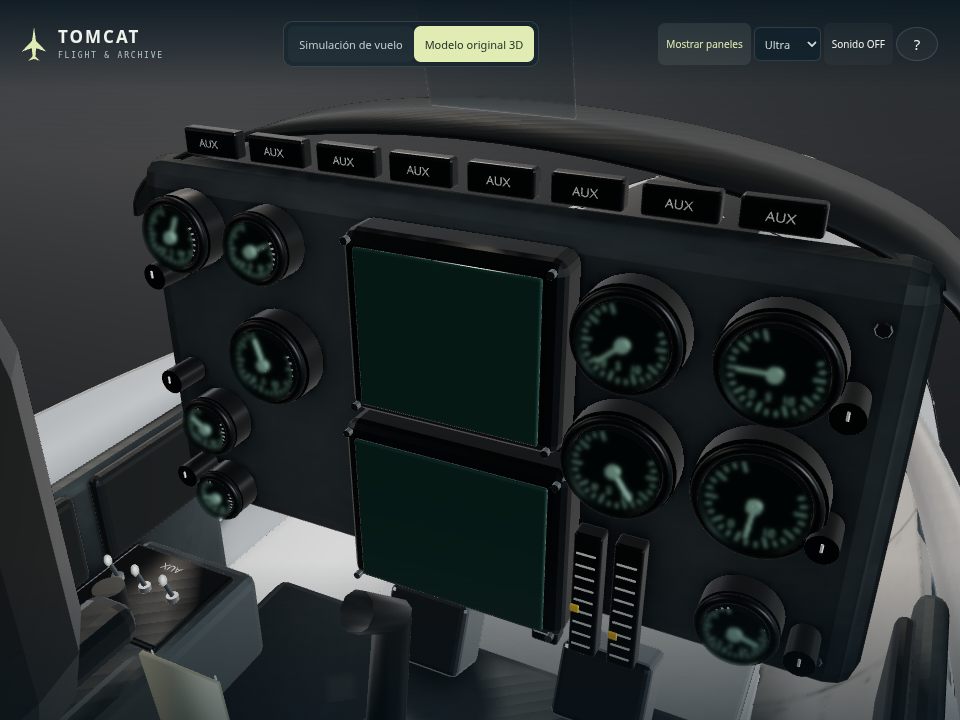 TOMCAT
FLIGHT & ARCHIVE
Simulación de vuelo
Modelo original 3D
Mostrar paneles
Ultra
Sonido OFF
?
AUX
AUX
AUX
AUX
AUX
AUX
AUX
AUX
AUX